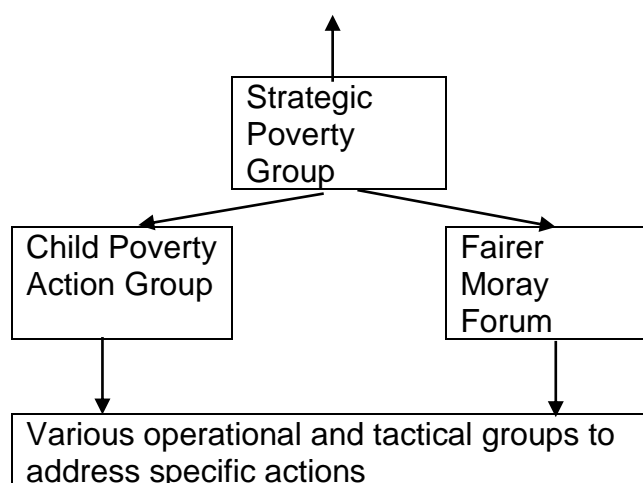 Strategic
Poverty
Group
Child Poverty
Action Group
Fairer
Moray
Forum
Various operational and tactical groups to
address specific actions